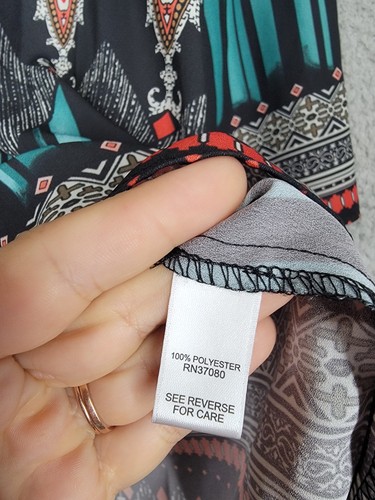 100% POLYESTER
RN37080
SEE REVERSE
FOR CARE